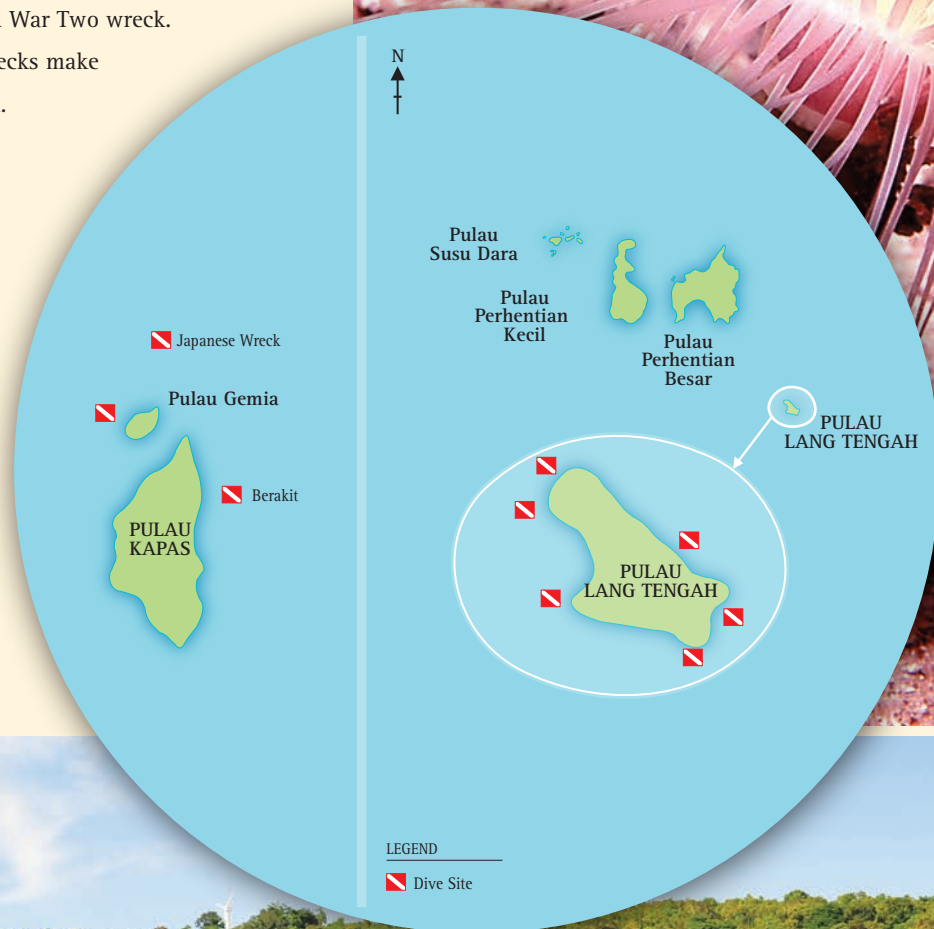 War Two wreck.
ecks make
N
Pulau
Susu Dara
Pulau
Perhentian
Kecil
Pulau
Perhentian
Besar
Japanese Wreck
Pulau Gemia
PULAU
LANG TENGAH
Berakit
PULAU
KAPAS
PULAU
LANG TENGAH
LEGEND
Dive Site